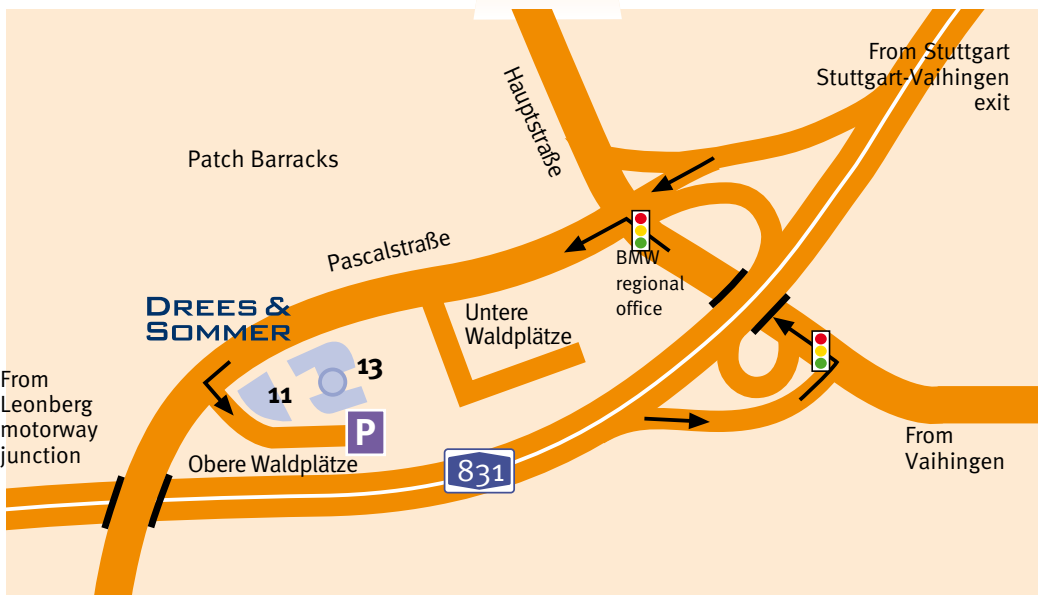 From Stuttgart
Stuttgart-Vaihingen
exit
Hauptstraße
Patch Barracks
Pascalstraße
BMW
regional
office
DREES &
SOMMER
Untere
Waldplätze
13
11
From
Leonberg
motorway
junction
P
Obere Waldplätze
831
From
Vaihingen